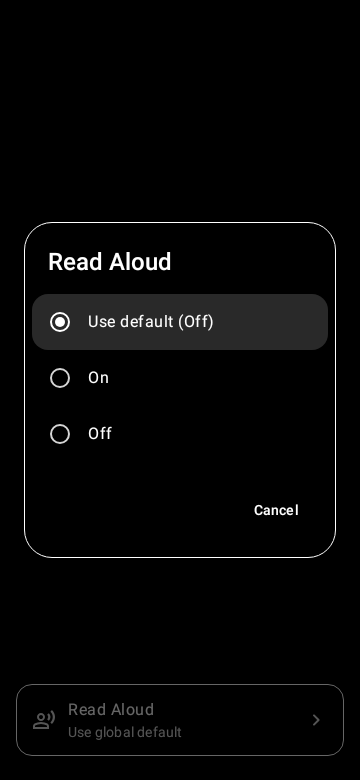 Read Aloud
Use default (Off)
On
Off
Cancel
Read Aloud
Use global default